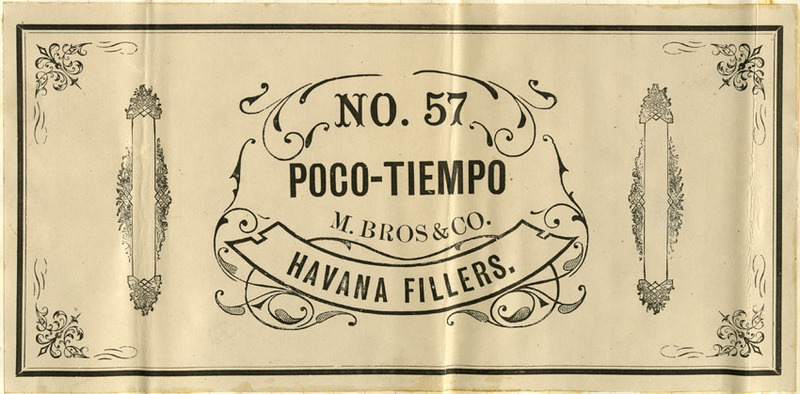 NO. 57
POCO-TIEMPO
M. BROS & CO.
HAVANA FILLERS.